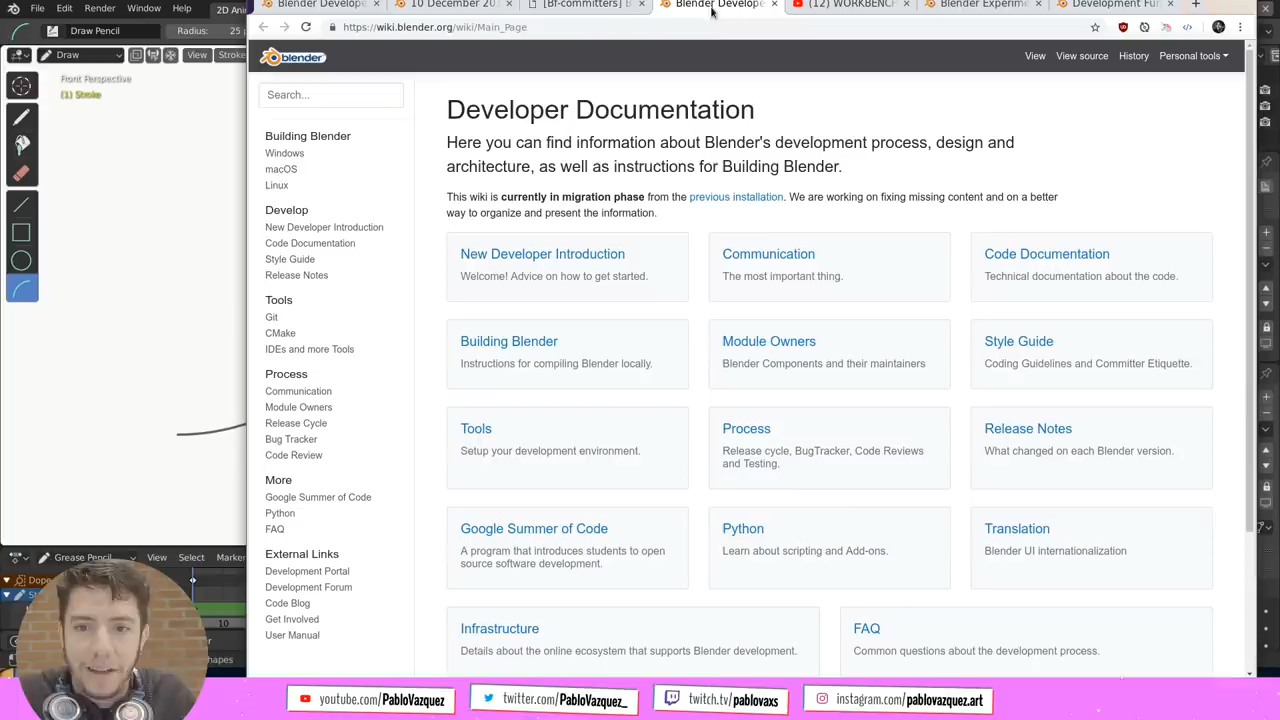 File Edit Render Window Help 2D Ani
Blender Develope
10 December 201
[Bf-committers] B
Blender Develope
(12) WORKBENCH
Blender Experime
Development Fun
Draw Pencil Radius: 25
https://wiki.blender.org/wiki/Main_Page
Draw View Stroke
blender
View View source History Personal tools
Front Perspective
(1) Stroke
Search...
Building Blender
Windows
macOS
Linux
Develop
New Developer Introduction
Code Documentation
Style Guide
Release Notes
Tools
Git
CMake
IDEs and more Tools
Process
Communication
Module Owners
Release Cycle
Bug Tracker
Code Review
More
Google Summer of Code
Python
FAQ
External Links
Development Portal
Development Forum
Code Blog
Get Involved
User Manual
Developer Documentation
Here you can find information about Blender's development process, design and
architecture, as well as instructions for Building Blender.
This wiki is currently in migration phase from the previous installation. We are working on fixing missing content and on a better
way to organize and present the information.
New Developer Introduction
Welcome! Advice on how to get started.
Communication
The most important thing.
Code Documentation
Technical documentation about the code.
Building Blender
Instructions for compiling Blender locally.
Module Owners
Blender Components and their maintainers
Style Guide
Coding Guidelines and Committer Etiquette.
Tools
Setup your development environment.
Process
Release cycle, BugTracker, Code Reviews
and Testing.
Release Notes
What changed on each Blender version.
Google Summer of Code
A program that introduces students to open
source software development.
Python
Learn about scripting and Add-ons.
Translation
Blender UI internationalization
Infrastructure
Details about the online ecosystem that supports Blender development.
FAQ
Common questions about the development process.
Grease Pencil View Select Marker
Dope
10
shapes
youtube.com/PabloVazquez
twitter.com/PabloVazquez_
twitch.tv/pablovaxs
instagram.com/pablovazquez.art